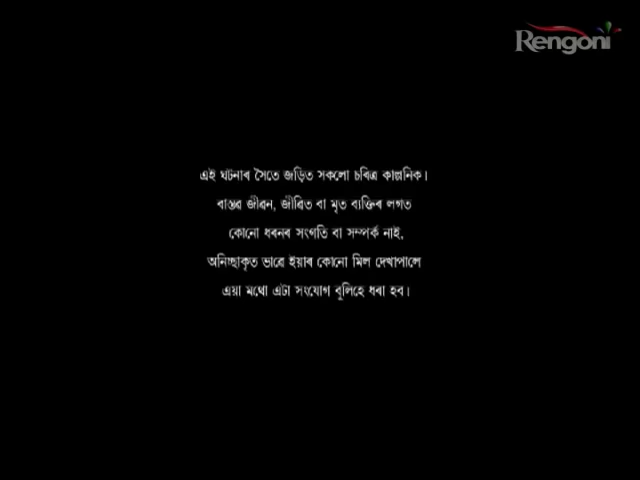 Rengoni
এই ঘটনাৰ সৈতে জড়িত সকলো চৰিত্ৰ কাল্পনিক।
বাস্তৱ জীৱন, জীৱিত বা মৃত ব্যক্তিৰ লগত
কোনো ধৰনৰ সংগতি বা সম্পৰ্ক নাই,
অনিচ্ছাকৃত ভাৱে ইয়াৰ কোনো মিল দেখাপালে
এয়া মথো এটা সংযোগ বুলিহে ধৰা হব।